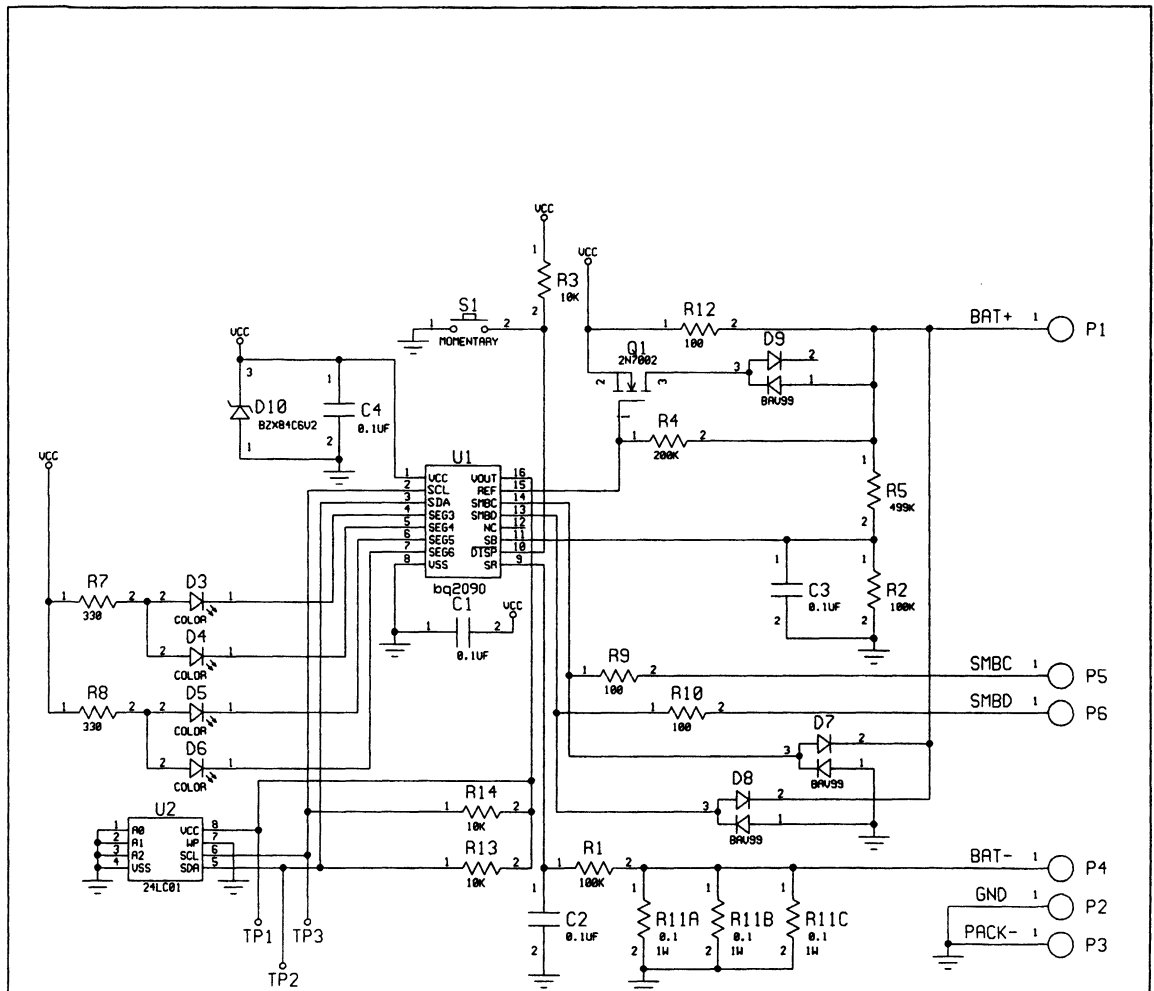 VCC
1
R3
10K
2
VCC
S1
1 2
MOMENTARY
R12
1 2
100
BAT+ 1 P1
VCC
3
D10
BZX84C6V2
1
1
C4
0.1UF
2
Q1
2N7002
2 3
1
D9
3 2
1
BAV99
R4
1 2
200K
U1
1 VCC VOUT 16
2 SCL REF 15
3 SDA SMBC 14
4 SEG3 SMBD 13
5 SEG4 NC 12
6 SEG5 SB 11
7 SEG6 DISP 10
8 VSS SR 9
bq2090
1
R5
499K
2
VCC
R7
1 2
330
D3
2 1
COLOR
D4
2 1
COLOR
C1
1 2
0.1UF
VCC
1
C3
0.1UF
2
1
R2
100K
2
R8
1 2
330
D5
2 1
COLOR
D6
2 1
COLOR
R9
1 2
100
SMBC 1 P5
R10
1 2
100
SMBD 1 P6
D7
3 2
1
BAV99
D8
3 2
1
BAV99
U2
1 A0 VCC 8
2 A1 WP 7
3 A2 SCL 6
4 VSS SDA 5
24LC01
R14
1 2
10K
R13
1 2
10K
R1
1 2
100K
BAT- 1 P4
1
C2
0.1UF
2
1
R11A
0.1
2 1W
1
R11B
0.1
2 1W
1
R11C
0.1
2 1W
GND 1 P2
PACK- 1 P3
TP1
TP3
TP2